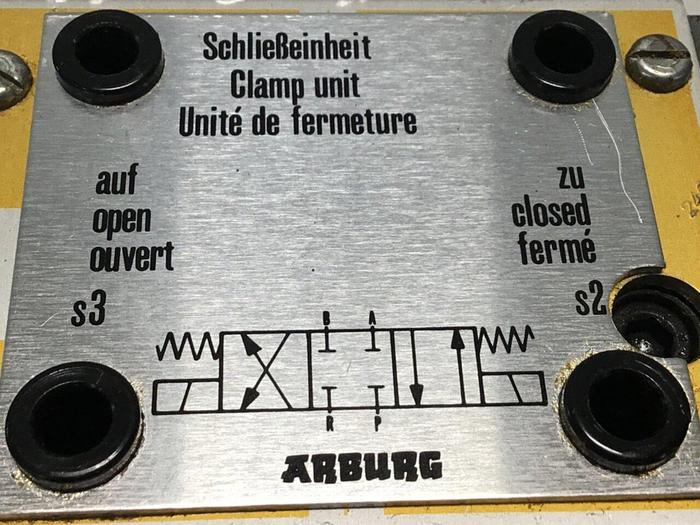 Schließeinheit
Clamp unit
Unité de fermeture
auf
open
ouvert
s3
zu
closed
fermé
s2
B A
R P
ARBURG